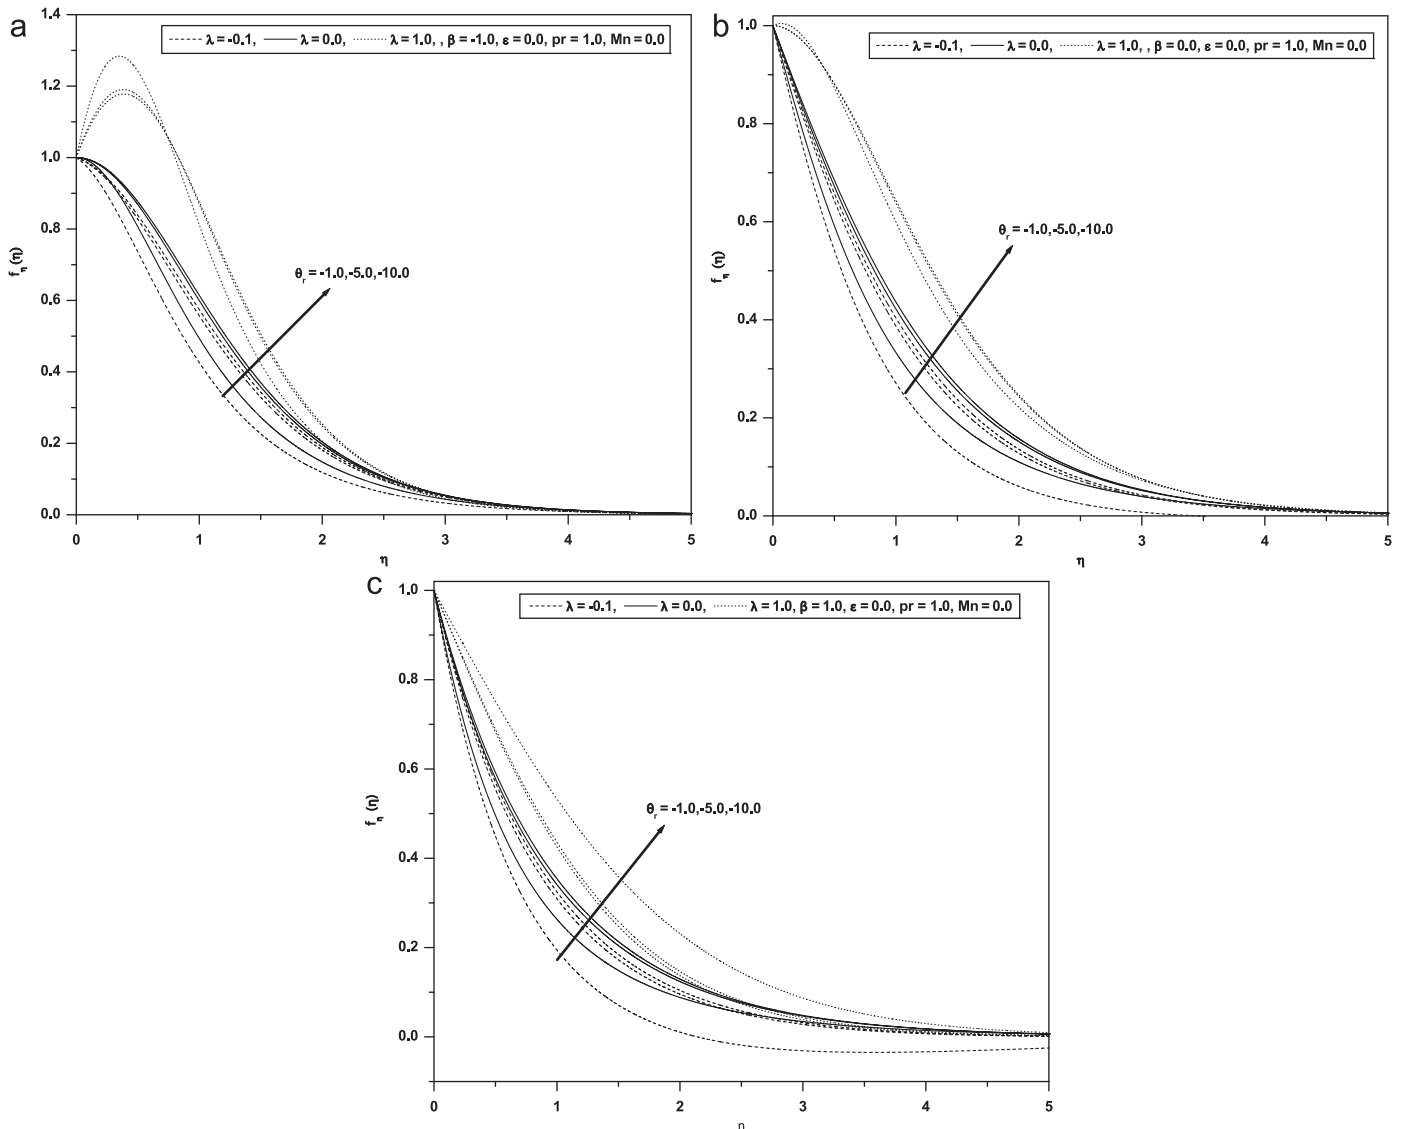 a
λ = -0.1, λ = 0.0, λ = 1.0, , β = -1.0, ε = 0.0, pr = 1.0, Mn = 0.0
1.4
1.2
1.0
0.8
0.6
0.4
0.2
0.0
fη(η)
θr = -1.0,-5.0,-10.0
0 1 2 3 4 5
η
b
λ = -0.1, λ = 0.0, λ = 1.0, , β = 0.0, ε = 0.0, pr = 1.0, Mn = 0.0
1.0
0.8
0.6
0.4
0.2
0.0
fη(η)
θr = -1.0,-5.0,-10.0
0 1 2 3 4 5
η
c
λ = -0.1, λ = 0.0, λ = 1.0, β = 1.0, ε = 0.0, pr = 1.0, Mn = 0.0
1.0
0.8
0.6
0.4
0.2
0.0
fη(η)
θr = -1.0,-5.0,-10.0
0 1 2 3 4 5
η